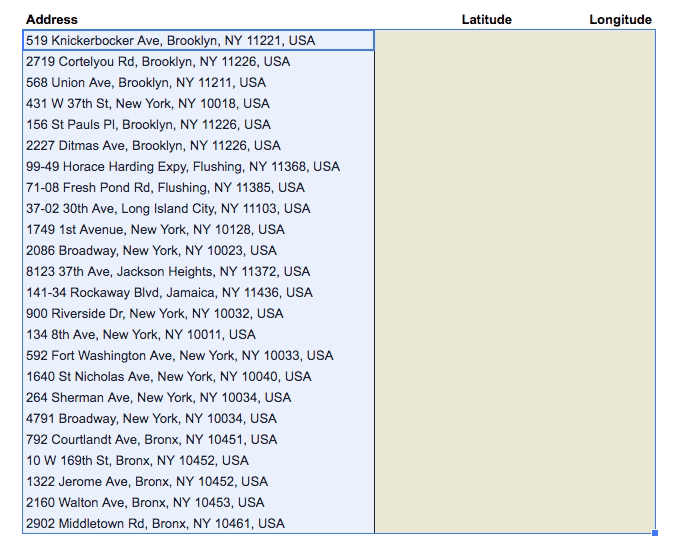 Address Latitude Longitude
519 Knickerbocker Ave, Brooklyn, NY 11221, USA
2719 Cortelyou Rd, Brooklyn, NY 11226, USA
568 Union Ave, Brooklyn, NY 11211, USA
431 W 37th St, New York, NY 10018, USA
156 St Pauls Pl, Brooklyn, NY 11226, USA
2227 Ditmas Ave, Brooklyn, NY 11226, USA
99-49 Horace Harding Expy, Flushing, NY 11368, USA
71-08 Fresh Pond Rd, Flushing, NY 11385, USA
37-02 30th Ave, Long Island City, NY 11103, USA
1749 1st Avenue, New York, NY 10128, USA
2086 Broadway, New York, NY 10023, USA
8123 37th Ave, Jackson Heights, NY 11372, USA
141-34 Rockaway Blvd, Jamaica, NY 11436, USA
900 Riverside Dr, New York, NY 10032, USA
134 8th Ave, New York, NY 10011, USA
592 Fort Washington Ave, New York, NY 10033, USA
1640 St Nicholas Ave, New York, NY 10040, USA
264 Sherman Ave, New York, NY 10034, USA
4791 Broadway, New York, NY 10034, USA
792 Courtlandt Ave, Bronx, NY 10451, USA
10 W 169th St, Bronx, NY 10452, USA
1322 Jerome Ave, Bronx, NY 10452, USA
2160 Walton Ave, Bronx, NY 10453, USA
2902 Middletown Rd, Bronx, NY 10461, USA